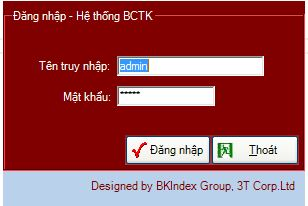 Đăng nhập - Hệ thống BCTK
Tên truy nhập: admin
Mật khẩu: *****
Đăng nhập Thoát
Designed by BKIndex Group, 3T Corp.Ltd